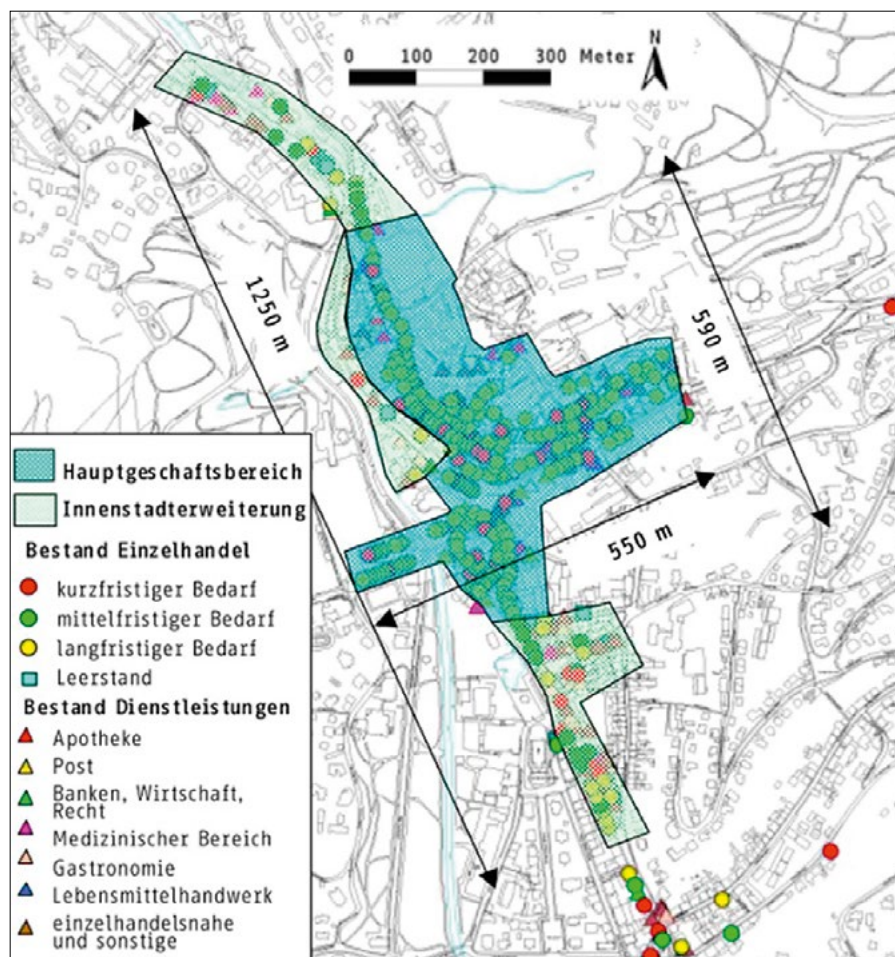 0 100 200 300 Meter
N
1250 m
590 m
550 m
Hauptgeschaftsbereich
Innenstadterweiterung
Bestand Einzelhandel
kurzfristiger Bedarf
mittelfristiger Bedarf
langfristiger Bedarf
Leerstand
Bestand Dienstleistungen
Apotheke
Post
Banken, Wirtschaft,
Recht
Medizinischer Bereich
Gastronomie
Lebensmittelhandwerk
einzelhandelsnahe
und sonstige